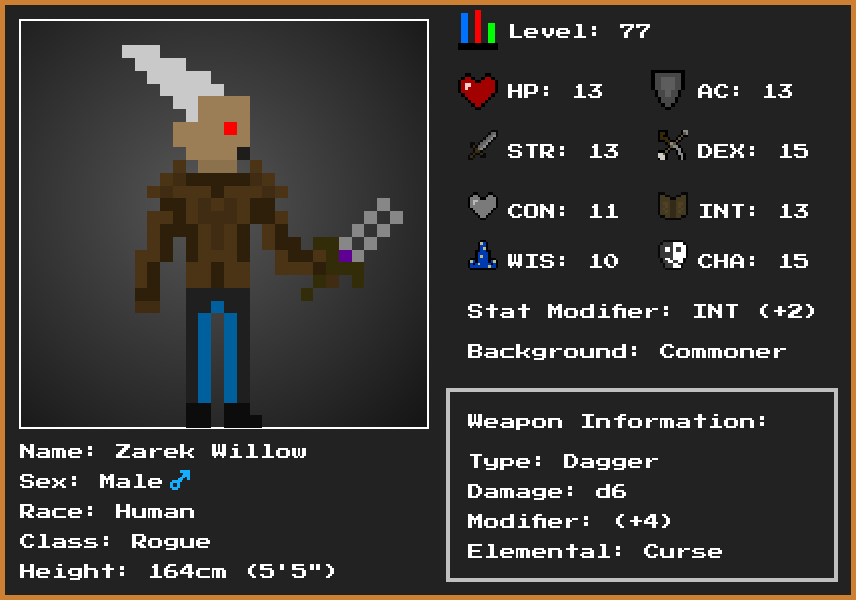 Level: 77
HP: 13 AC: 13
STR: 13 DEX: 15
CON: 11 INT: 13
WIS: 10 CHA: 15
Stat Modifier: INT (+2)
Background: Commoner
Weapon Information:
Type: Dagger
Damage: d6
Modifier: (+4)
Elemental: Curse
Name: Zarek Willow
Sex: Male♂
Race: Human
Class: Rogue
Height: 164cm (5'5")